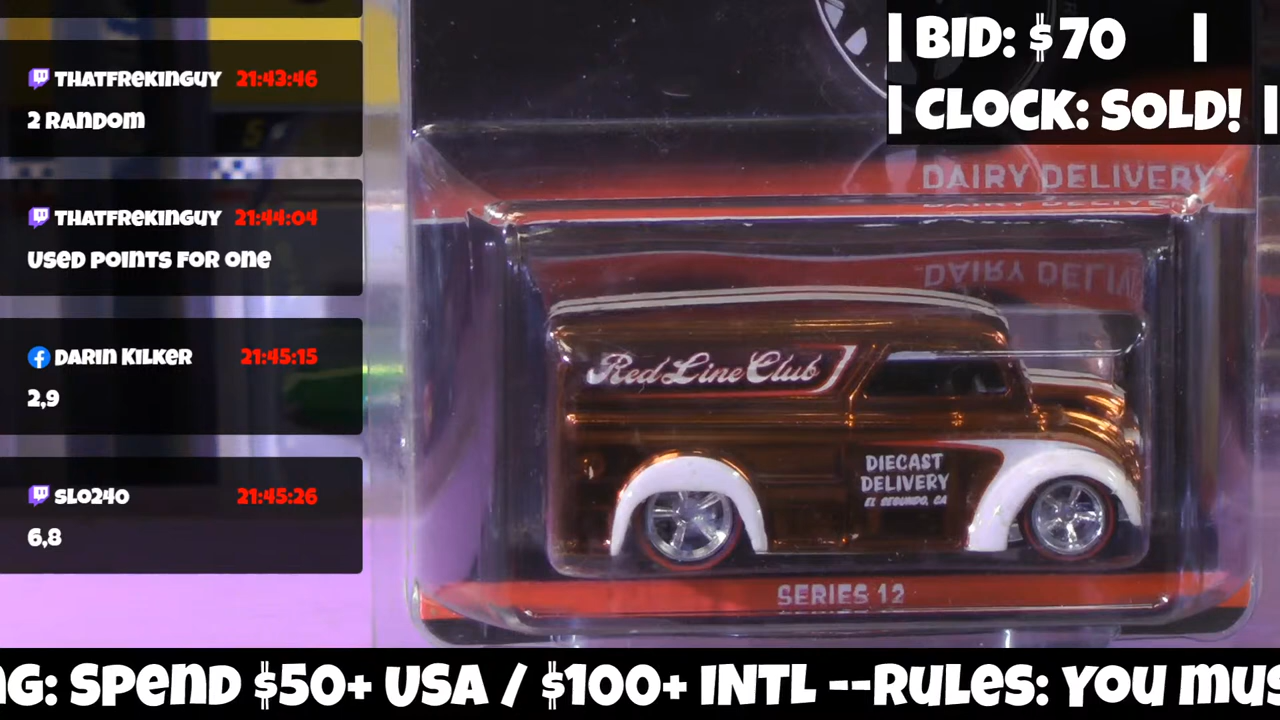 | BID: $70 |
| CLOCK: SOLD! |
THATFREKINGUY 21:43:46
2 RANDOM
THATFREKINGUY 21:44:04
USED POINTS FOR ONE
DARIN KILKER 21:45:15
2,9
SLO240 21:45:26
6,8
DAIRY DELIVERY
Red Line Club
DIECAST
DELIVERY
EL SEGUNDO, CA
SERIES 12
NG: SPEND $50+ USA / $100+ INTL --RULES: YOU MUS